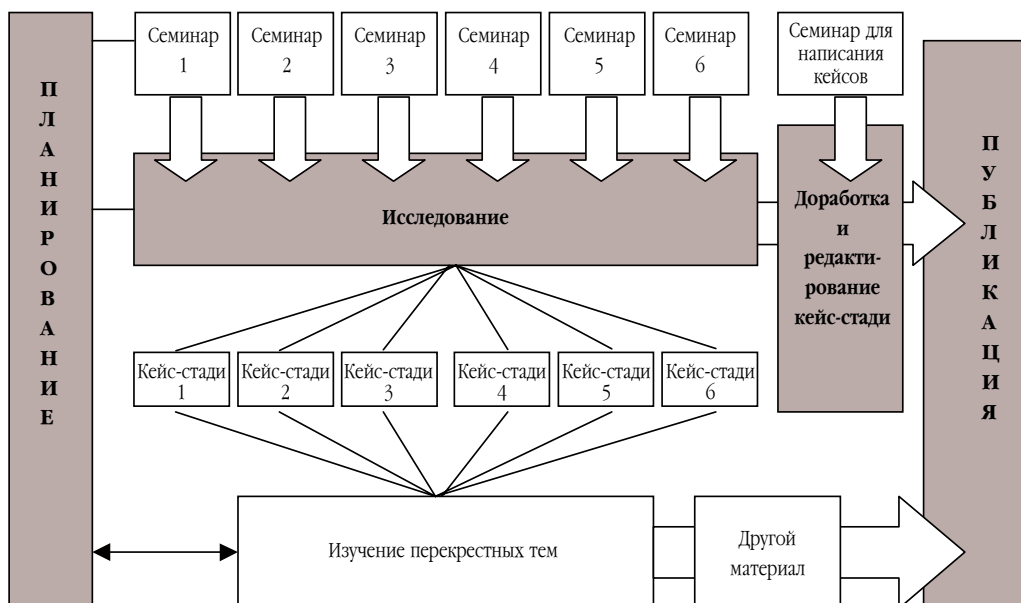 ПЛАНИРОВАНИЕ
Семинар
1
Семинар
2
Семинар
3
Семинар
4
Семинар
5
Семинар
6
Семинар для
написания
кейсов
Исследование
Доработка
и
редакти-
рование
кейс-стади
ПУБЛИКАЦИЯ
Кейс-стади
1
Кейс-стади
2
Кейс-стади
3
Кейс-стади
4
Кейс-стади
5
Кейс-стади
6
Изучение перекрестных тем
Другой
материал